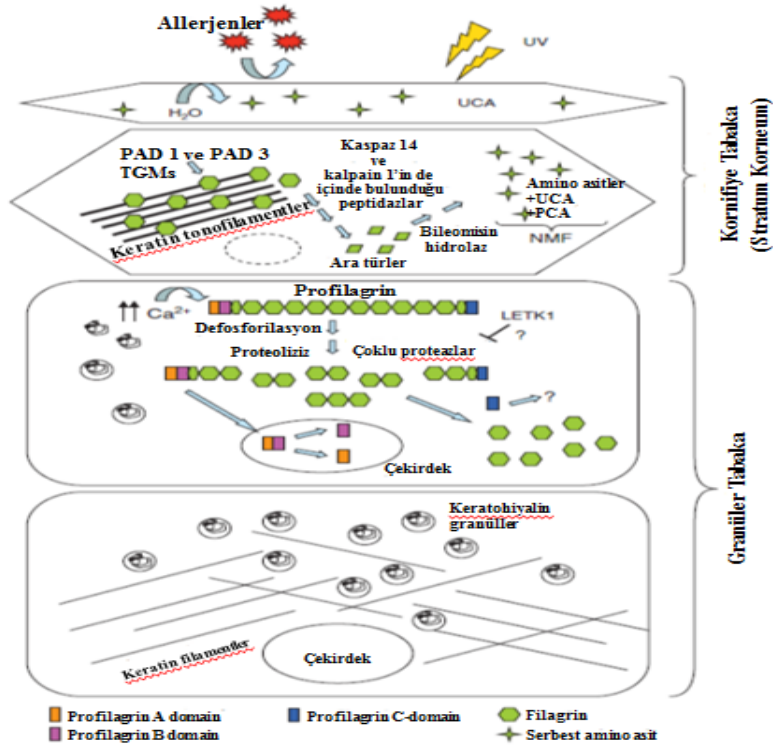 Allerjenler
UV
H₂O
UCA
PAD 1 ve PAD 3
TGMs
Keratin tonofilamentler
Kaspaz 14
ve
kalpain 1'in de
içinde bulunduğu
peptidazlar
Ara türler
Bileomisin
hidrolaz
Amino asitler
+UCA
+PCA
NMF
Kornifiye Tabaka
(Stratum Korneum)
Profilagrin
Ca²⁺
Defosforilasyon
LETK1
?
Proteoliziz
Çoklu proteazlar
?
Çekirdek
Keratohiyalin
granüller
Keratin filamentler
Çekirdek
Granüler Tabaka
Profilagrin A domain
Profilagrin C-domain
Filagrin
Profilagrin B domain
Serbest amino asit